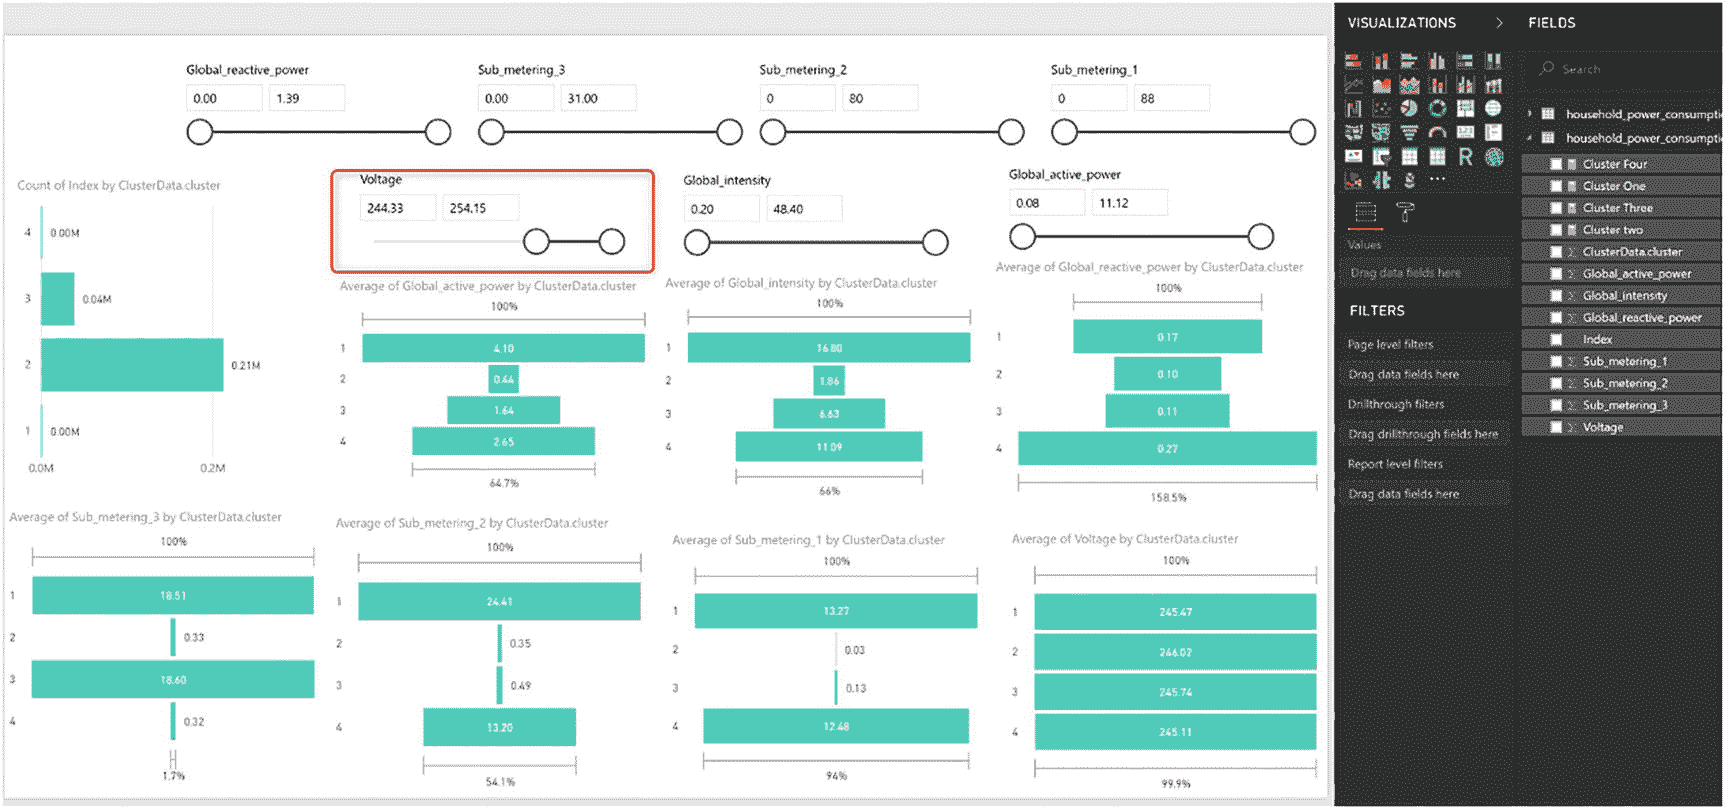 Global_reactive_power
0.00 1.39
Sub_metering_3
0.00 31.00
Sub_metering_2
0 80
Sub_metering_1
0 88
Voltage
244.33 254.15
Global_intensity
0.20 48.40
Global_active_power
0.08 11.12
Count of Index by ClusterData.cluster
4 0.00M
3 0.04M
2 0.21M
1 0.00M
0.0M 0.2M
Average of Global_active_power by ClusterData.cluster
100%
1 4.10
2 0.44
3 1.64
4 2.65
64.7%
Average of Global_intensity by ClusterData.cluster
100%
1 16.80
2 1.86
3 6.63
4 11.09
66%
Average of Global_reactive_power by ClusterData.cluster
100%
1 0.17
2 0.10
3 0.11
4 0.27
158.5%
Average of Sub_metering_3 by ClusterData.cluster
100%
1 18.51
2 0.33
3 18.60
4 0.32
1.7%
Average of Sub_metering_2 by ClusterData.cluster
100%
1 24.41
2 0.35
3 0.49
4 13.20
54.1%
Average of Sub_metering_1 by ClusterData.cluster
100%
1 13.27
2 0.03
3 0.13
4 12.48
94%
Average of Voltage by ClusterData.cluster
100%
1 245.47
2 246.02
3 245.74
4 245.11
99.9%
VISUALIZATIONS
R
Values
Drag data fields here
FILTERS
Page level filters
Drag data fields here
Drillthrough filters
Drag drillthrough fields here
Report level filters
Drag data fields here
FIELDS
Search
household_power_consumptio
household_power_consumptio
Cluster Four
Cluster One
Cluster Three
Cluster two
ClusterData.cluster
Global_active_power
Global_intensity
Global_reactive_power
Index
Sub_metering_1
Sub_metering_2
Sub_metering_3
Voltage